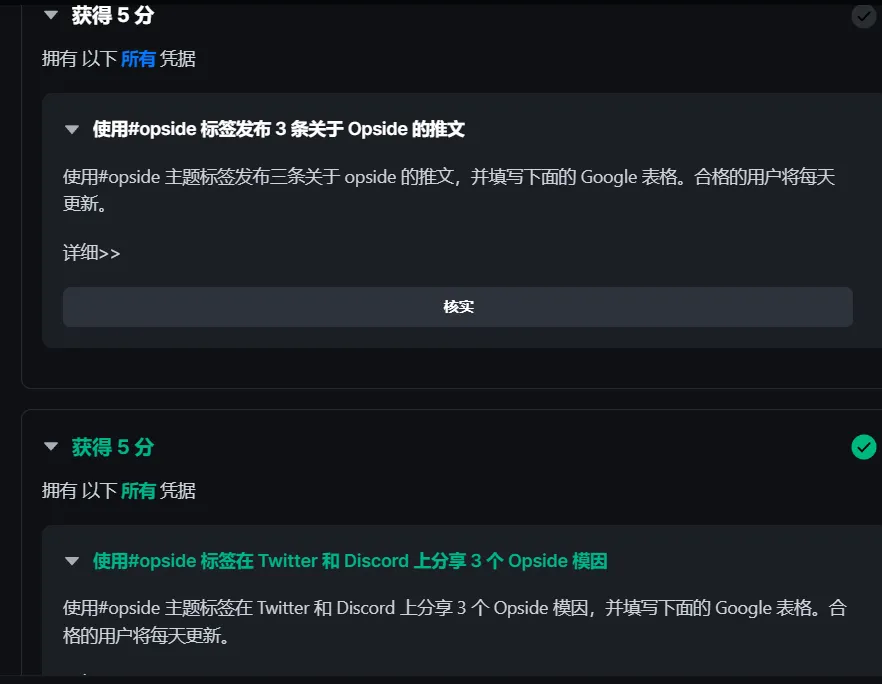 获得 5 分
拥有 以下 所有 凭据
使用#opside 标签发布 3 条关于 Opside 的推文
使用#opside 主题标签发布三条关于 opside 的推文，并填写下面的 Google 表格。合格的用户将每天
更新。
详细>>
核实
获得 5 分
拥有 以下 所有 凭据
使用#opside 标签在 Twitter 和 Discord 上分享 3 个 Opside 模因
使用#opside 主题标签在 Twitter 和 Discord 上分享 3 个 Opside 模因，并填写下面的 Google 表格。合
格的用户将每天更新。